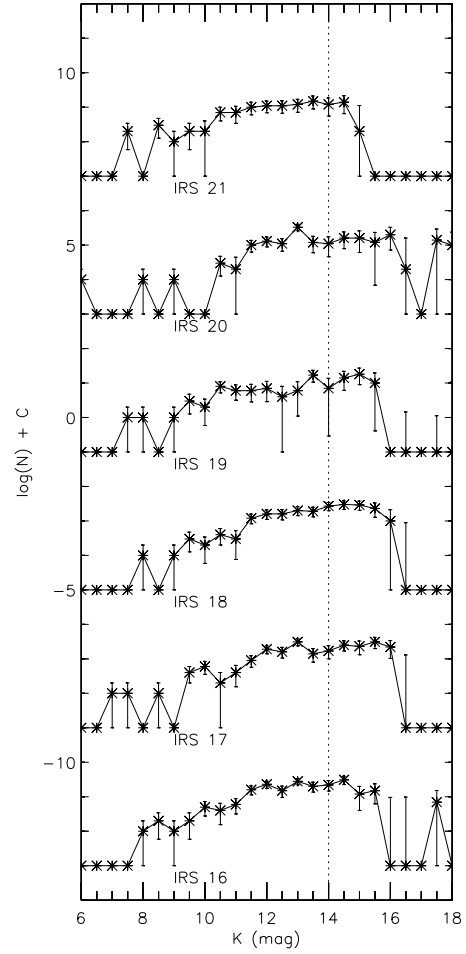 10
IRS 21
5
IRS 20
0
IRS 19
log(N) + C
-5
IRS 18
IRS 17
-10
IRS 16
6 8 10 12 14 16 18
K (mag)